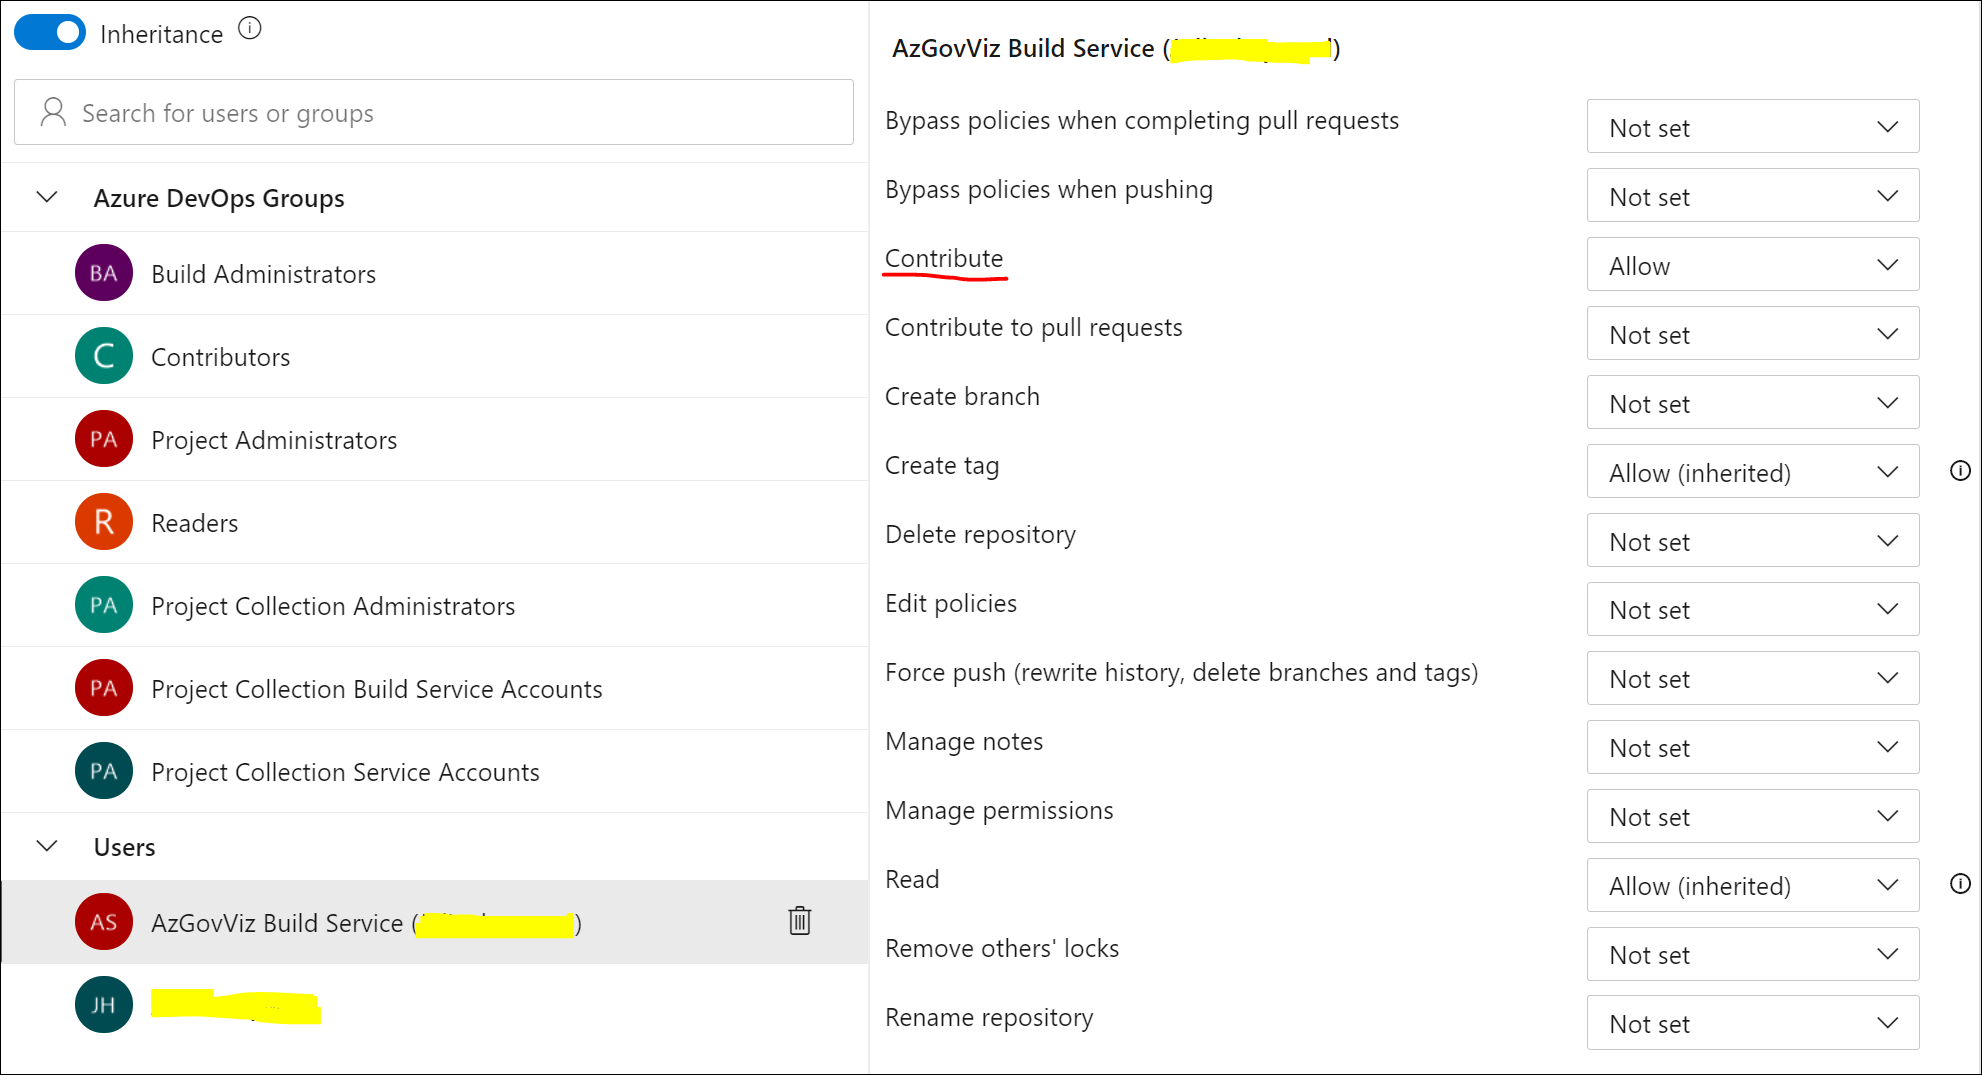 Inheritance
Search for users or groups
Azure DevOps Groups
BA Build Administrators
C Contributors
PA Project Administrators
R Readers
PA Project Collection Administrators
PA Project Collection Build Service Accounts
PA Project Collection Service Accounts
Users
AS AzGovViz Build Service ( )
JH
AzGovViz Build Service ( )
Bypass policies when completing pull requests Not set
Bypass policies when pushing Not set
Contribute Allow
Contribute to pull requests Not set
Create branch Not set
Create tag Allow (inherited)
Delete repository Not set
Edit policies Not set
Force push (rewrite history, delete branches and tags) Not set
Manage notes Not set
Manage permissions Not set
Read Allow (inherited)
Remove others' locks Not set
Rename repository Not set